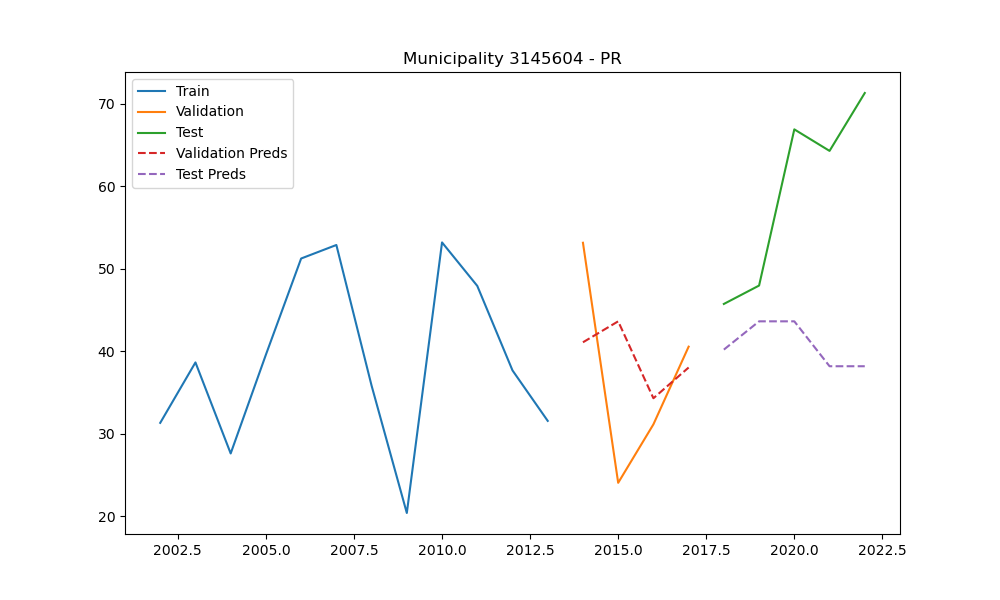 Municipality 3145604 - PR
Train
Validation
Test
Validation Preds
Test Preds
70
60
50
40
30
20
2002.5 2005.0 2007.5 2010.0 2012.5 2015.0 2017.5 2020.0 2022.5